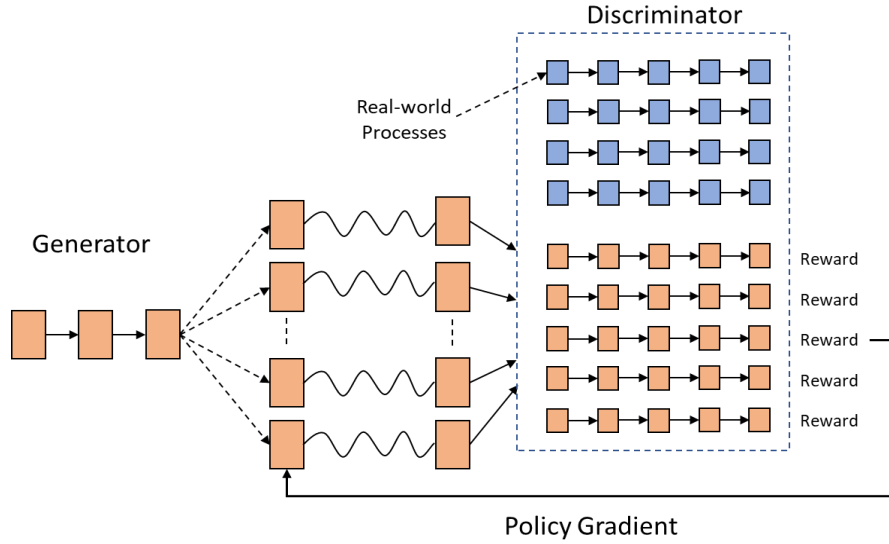 Discriminator
Real-world
Processes
Generator
Reward
Reward
Reward
Reward
Reward
Policy Gradient